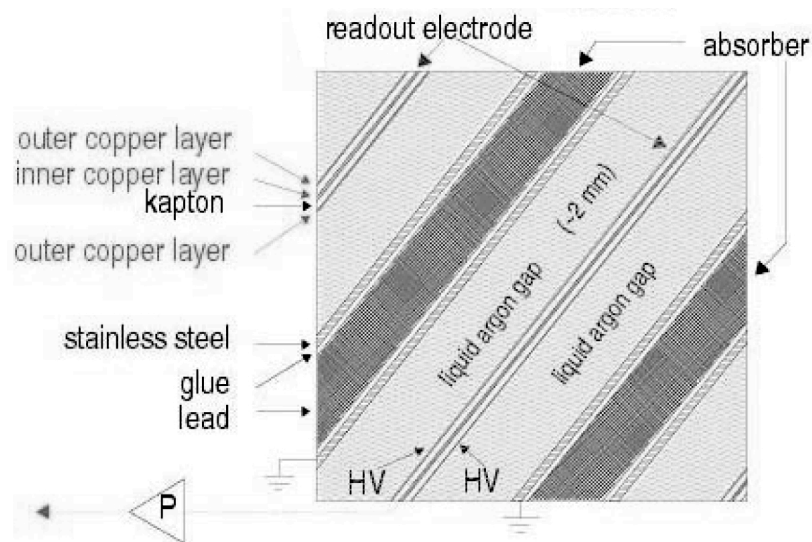 readout electrode
absorber
outer copper layer
inner copper layer
kapton
outer copper layer
(~2 mm)
liquid argon gap
liquid argon gap
stainless steel
glue
lead
HV
HV
P